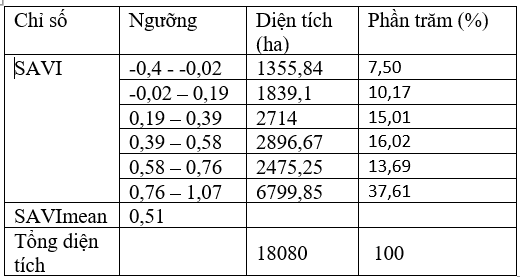 Chỉ số Ngưỡng Diện tích (ha) Phần trăm (%)
SAVI -0,4 - -0,02 1355,84 7,50
-0,02 – 0,19 1839,1 10,17
0,19 – 0,39 2714 15,01
0,39 – 0,58 2896,67 16,02
0,58 – 0,76 2475,25 13,69
0,76 – 1,07 6799,85 37,61
SAVImean 0,51
Tổng diện tích 18080 100